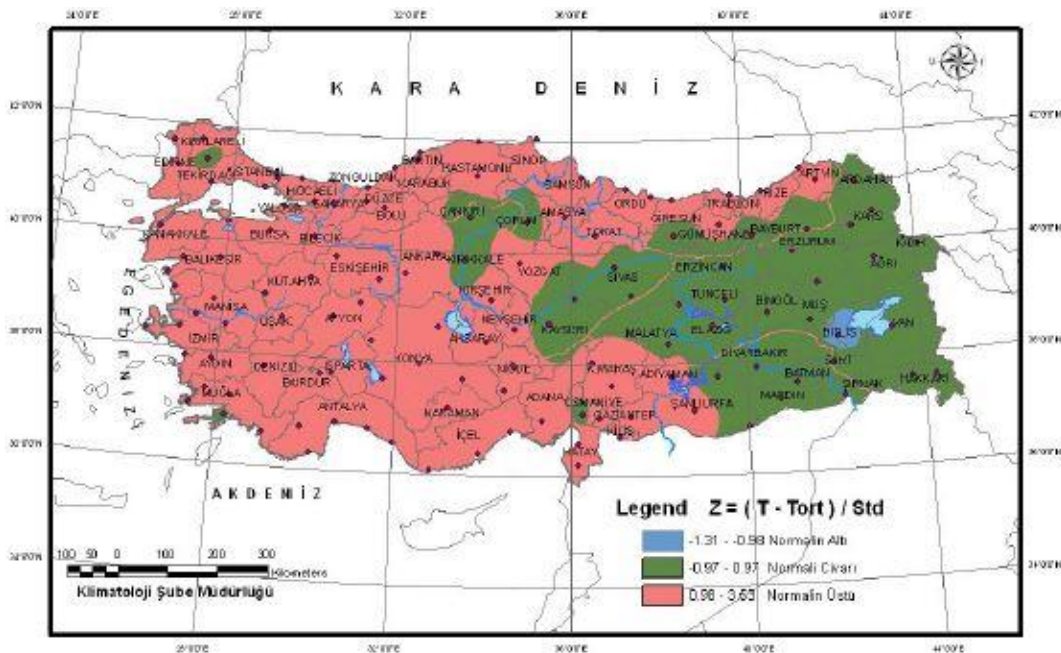 KARA DENİZ
KIRKLARELİ
EDİRNE
TEKİRDAĞ
İSTANBUL
KOCAELİ
ZONGULDAK
BARTIN
KASTAMONU
SİNOP
KARABÜK
DÜZCE
BOLU
SAKARYA
SAMSUN
ORDU
GİRESUN
TRABZON
RİZE
ARTVİN
ARDAHAN
KARS
ÇANKIRI
ÇORUM
AMASYA
TOKAT
GÜMÜŞHANE
BAYBURT
ERZURUM
IĞDIR
AĞRI
BURSA
BİLECİK
BALIKESİR
ESKİŞEHİR
ANKARA
KIRIKKALE
YOZGAT
SİVAS
ERZİNCAN
TUNCELİ
BİNGÖL
MUŞ
KÜTAHYA
KIRŞEHİR
MANİSA
UŞAK
AFYON
NEVŞEHİR
KAYSERİ
MALATYA
ELAZIĞ
VAN
İZMİR
AKSARAY
KONYA
DİYARBAKIR
SİİRT
AYDIN
DENİZLİ
ISPARTA
BURDUR
NİĞDE
K.MARAŞ
ADIYAMAN
BATMAN
ŞIRNAK
HAKKARİ
MUĞLA
ANTALYA
KARAMAN
ADANA
OSMANİYE
GAZİANTEP
ŞANLIURFA
MARDİN
İÇEL
KİLİS
HATAY
EGE DENİZ
AKDENİZ
Legend Z = ( T - Tort ) / Std
-1.31 - -0.98 Normalin Altı
-0.97 - 0.97 Normali Civarı
0.98 - 3.53 Normalin Üstü
100 50 0 100 200 300
Kilometers
Klimatoloji Şube Müdürlüğü